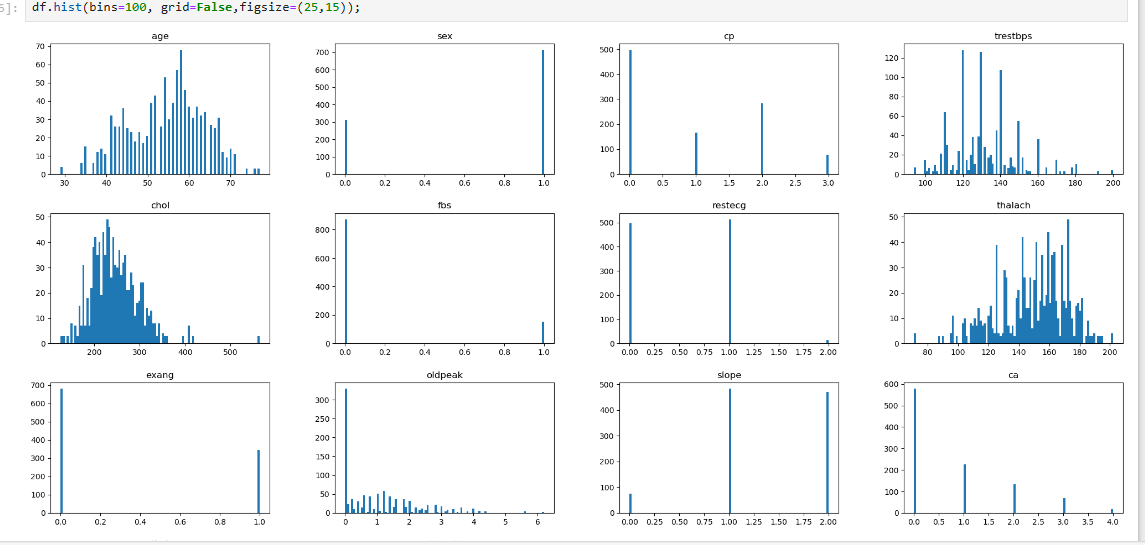 5]: df.hist(bins=100, grid=False,figsize=(25,15));
age sex cp trestbps
70 60 50 40 30 20 10 0
30 40 50 60 70
700 600 500 400 300 200 100 0
0.0 0.2 0.4 0.6 0.8 1.0
500 400 300 200 100 0
0.0 0.5 1.0 1.5 2.0 2.5 3.0
120 100 80 60 40 20 0
100 120 140 160 180 200
chol fbs restecg thalach
50 40 30 20 10 0
200 300 400 500
800 600 400 200 0
0.0 0.2 0.4 0.6 0.8 1.0
500 400 300 200 100 0
0.00 0.25 0.50 0.75 1.00 1.25 1.50 1.75 2.00
50 40 30 20 10 0
80 100 120 140 160 180 200
exang oldpeak slope ca
700 600 500 400 300 200 100 0
0.0 0.2 0.4 0.6 0.8 1.0
300 250 200 150 100 50 0
0 1 2 3 4 5 6
500 400 300 200 100 0
0.00 0.25 0.50 0.75 1.00 1.25 1.50 1.75 2.00
600 500 400 300 200 100 0
0.0 0.5 1.0 1.5 2.0 2.5 3.0 3.5 4.0